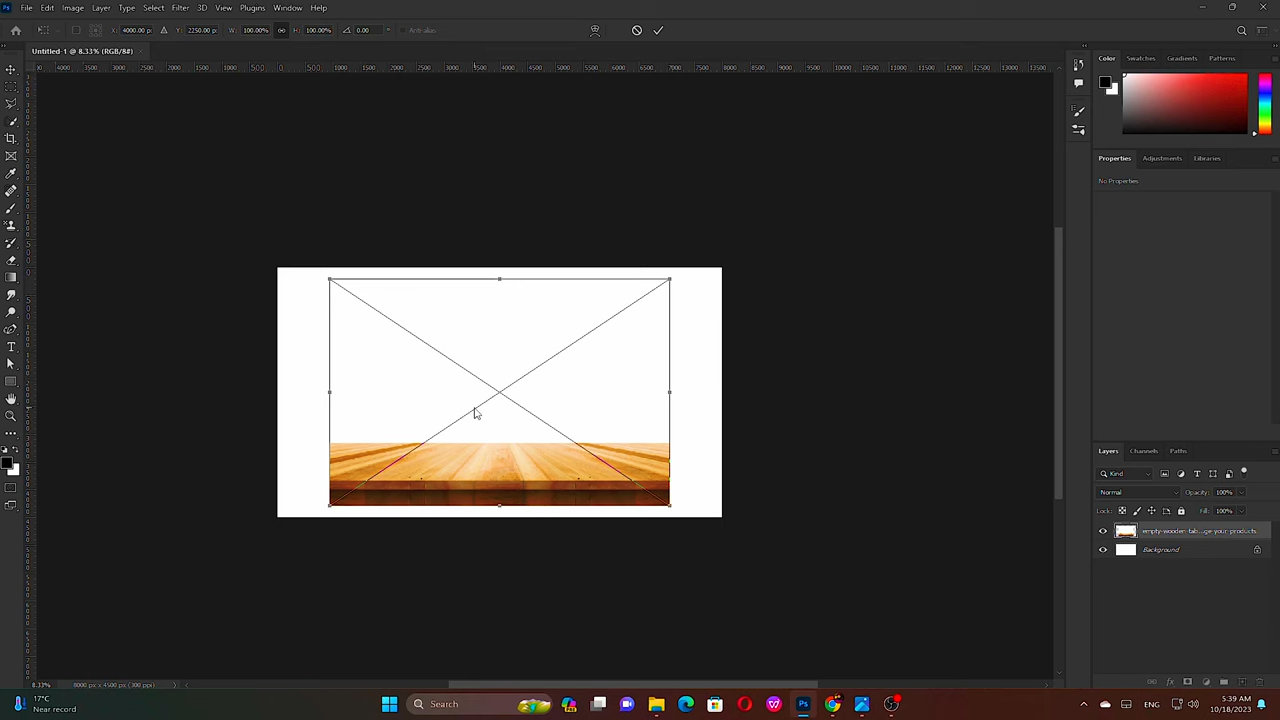 File Edit Image Layer Type Select Filter 3D View Plugins Window Help
X: 4000.00 px Y: 2250.00 px W: 100.00% H: 100.00% 0.00 Anti-alias
Untitled-1 @ 8.33% (RGB/8#)
Color Swatches Gradients Patterns
Properties Adjustments Libraries
No Properties
Layers Channels Paths
Kind
Normal Opacity: 100%
Lock: Fill: 100%
empty-wooden-tab...ge-your-products
Background
8.33% 8000 px x 4500 px (300 ppi)
17°C
Near record
Search
ENG
5:39 AM
10/18/2023